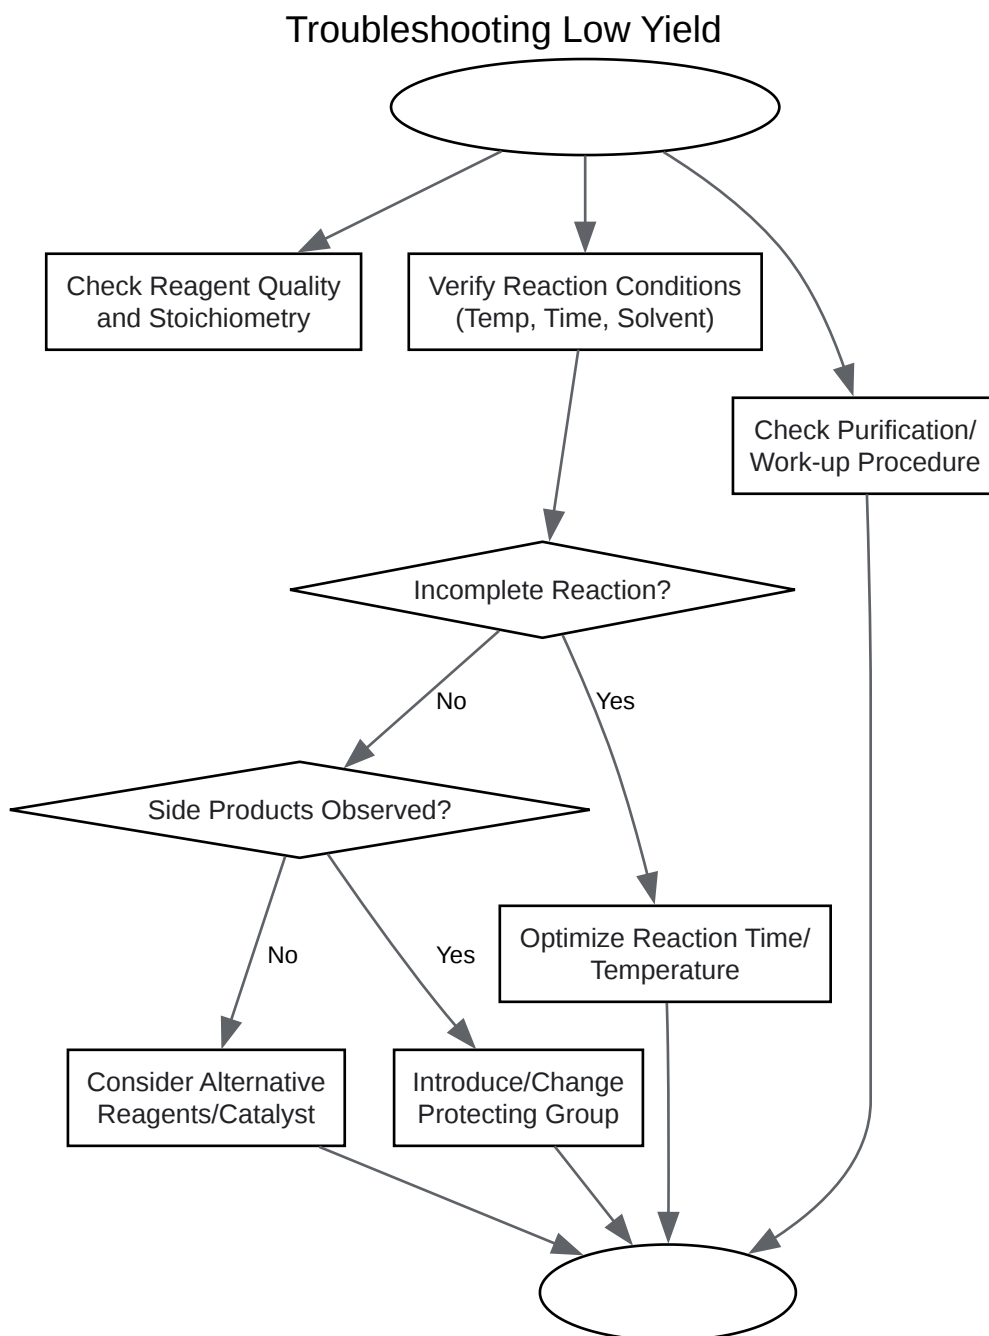 Troubleshooting Low Yield
Check Reagent Quality
and Stoichiometry
Verify Reaction Conditions
(Temp, Time, Solvent)
Check Purification/
Work-up Procedure
Incomplete Reaction?
No
Yes
Side Products Observed?
No
Yes
Optimize Reaction Time/
Temperature
Consider Alternative
Reagents/Catalyst
Introduce/Change
Protecting Group